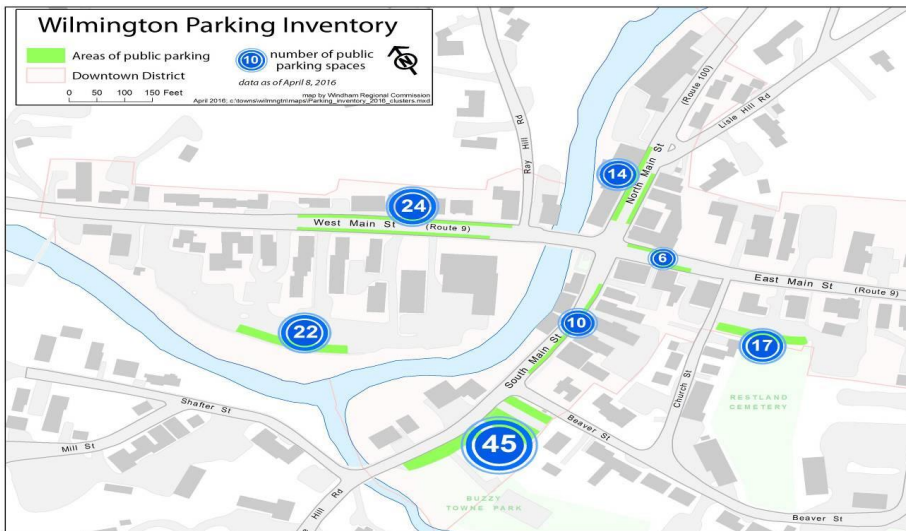 Wilmington Parking Inventory
Areas of public parking
10
number of public
parking spaces
N
Downtown District
data as of April 8, 2016
0 50 100 150 Feet
map by Windham Regional Commission
April 2016; c:\towns\wilmngtn\maps\Parking_inventory_2016_clusters.mxd
(Route 100)
Lisle Hill Rd
Ray Hill Rd
North Main St
14
24
West Main St (Route 9)
6
East Main St (Route 9)
22
10
17
South Main St
Church St
RESTLAND
CEMETERY
Shafter St
Beaver St
45
Mill St
BUZZY
TOWNE PARK
Hill Rd
Beaver St